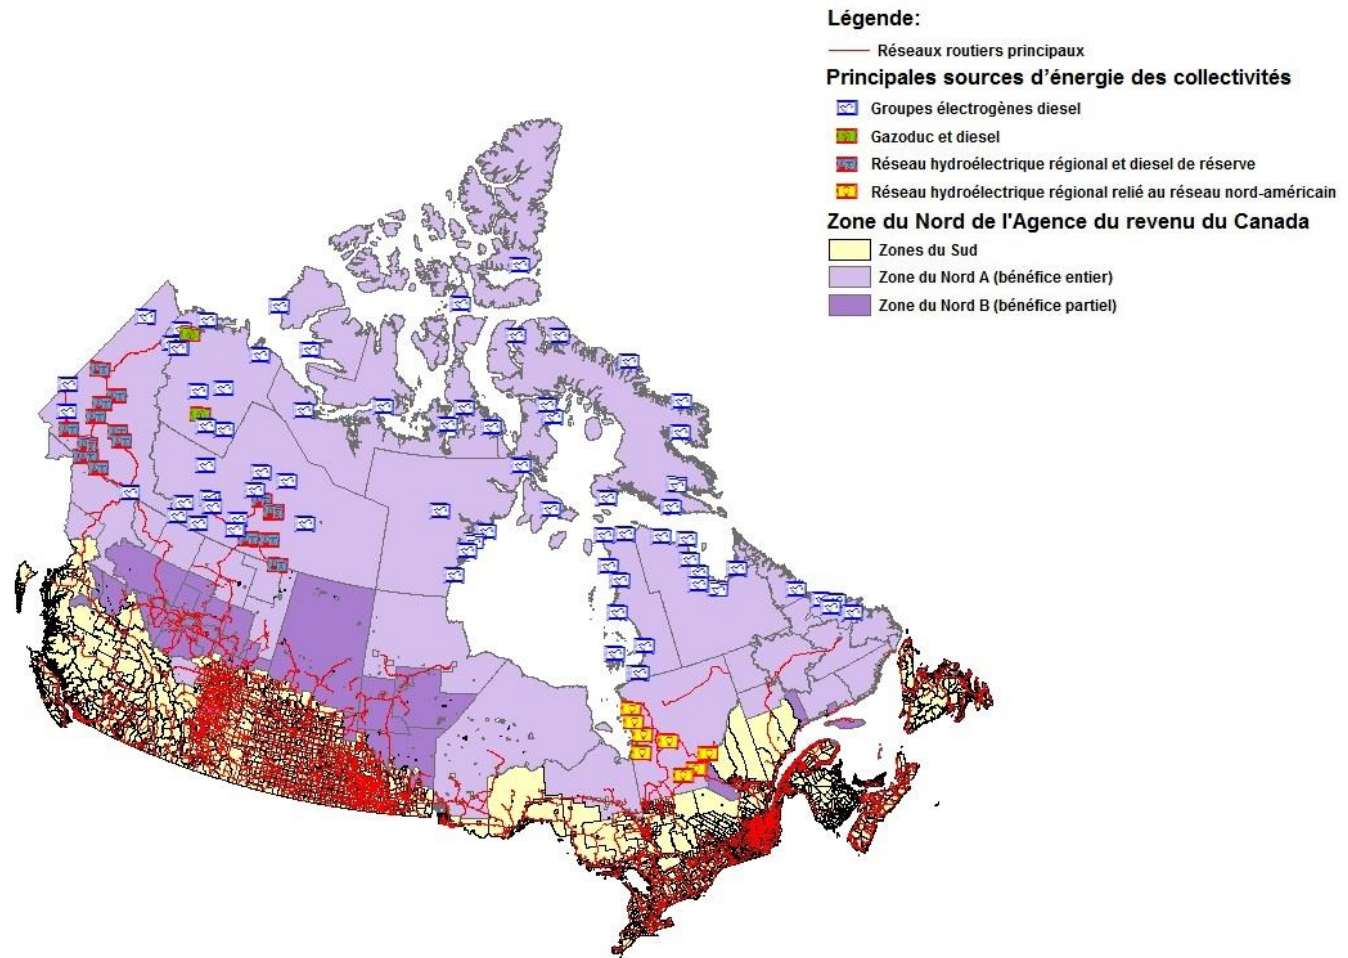 Légende:
Réseaux routiers principaux
Principales sources d'énergie des collectivités
Groupes électrogènes diesel
Gazoduc et diesel
Réseau hydroélectrique régional et diesel de réserve
Réseau hydroélectrique régional relié au réseau nord-américain
Zone du Nord de l'Agence du revenu du Canada
Zones du Sud
Zone du Nord A (bénéfice entier)
Zone du Nord B (bénéfice partiel)